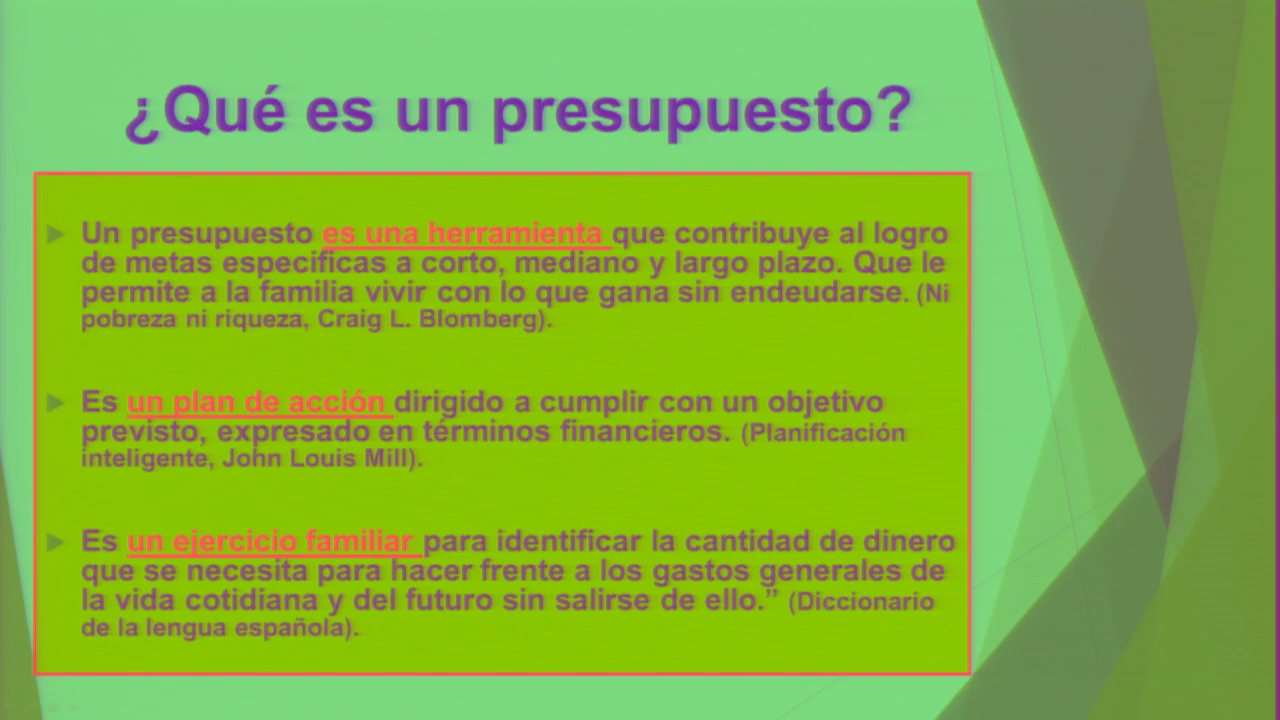 ¿Qué es un presupuesto?
Un presupuesto es una herramienta que contribuye al logro
de metas especificas a corto, mediano y largo plazo. Que le
permite a la familia vivir con lo que gana sin endeudarse. (Ni
pobreza ni riqueza, Craig L. Blomberg).
Es un plan de acción dirigido a cumplir con un objetivo
previsto, expresado en términos financieros. (Planificación
inteligente, John Louis Mill).
Es un ejercicio familiar para identificar la cantidad de dinero
que se necesita para hacer frente a los gastos generales de
la vida cotidiana y del futuro sin salirse de ello.” (Diccionario
de la lengua española).